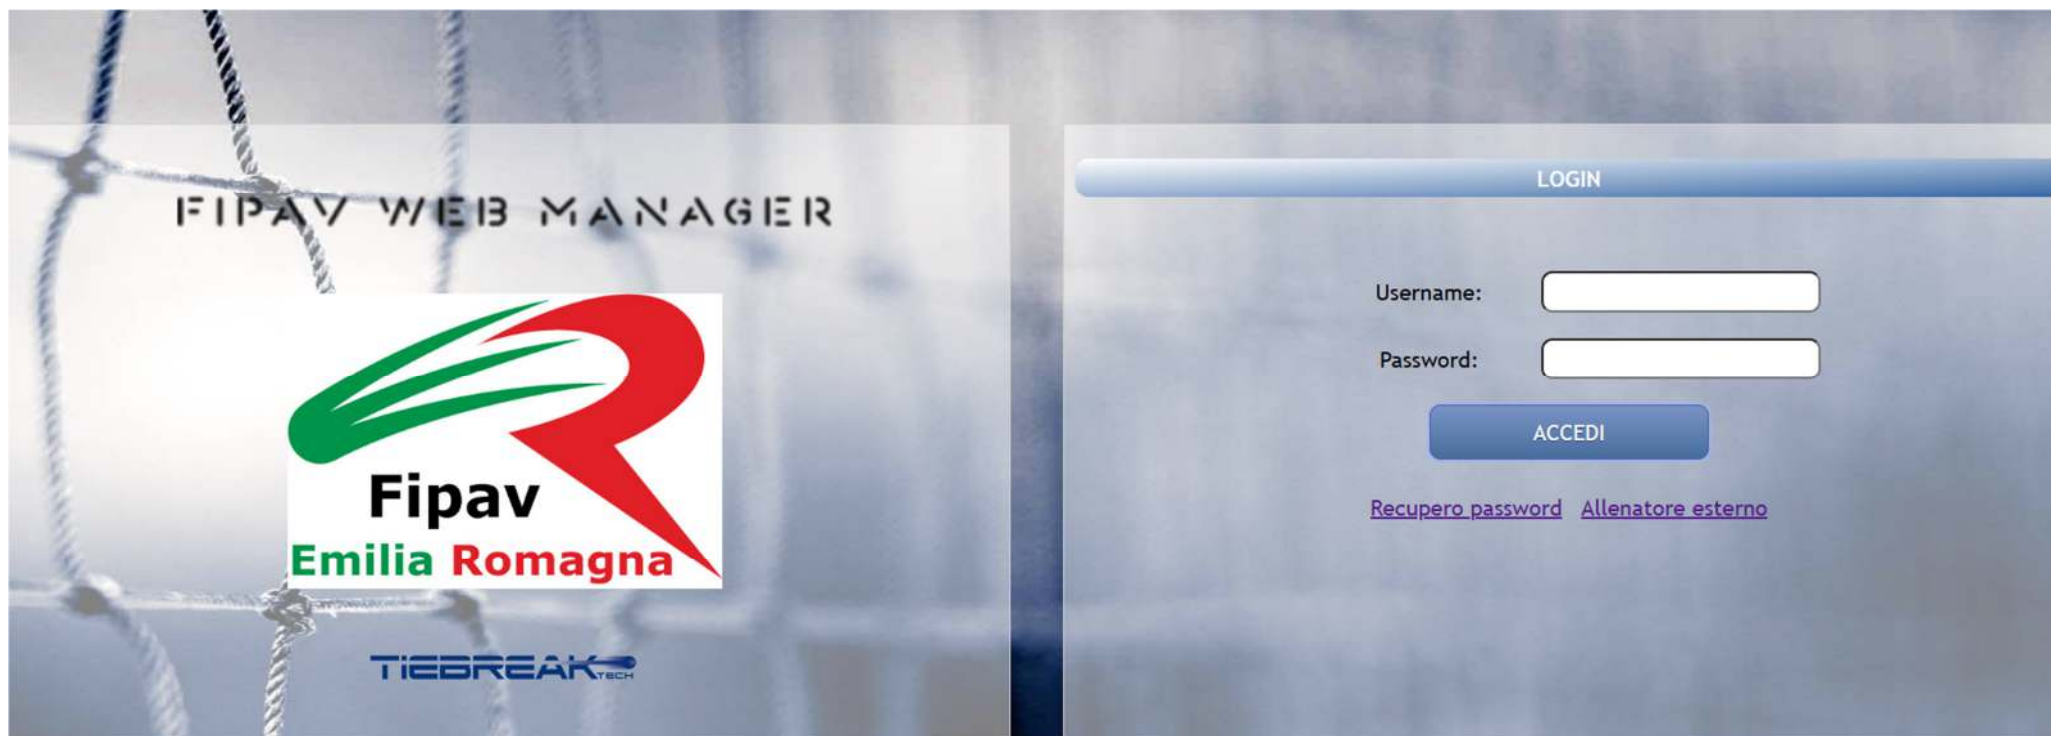 FIPAV WEB MANAGER
Fipav
Emilia Romagna
TIEBREAK TECH
LOGIN
Username:
Password:
ACCEDI
Recupero password Allenatore esterno